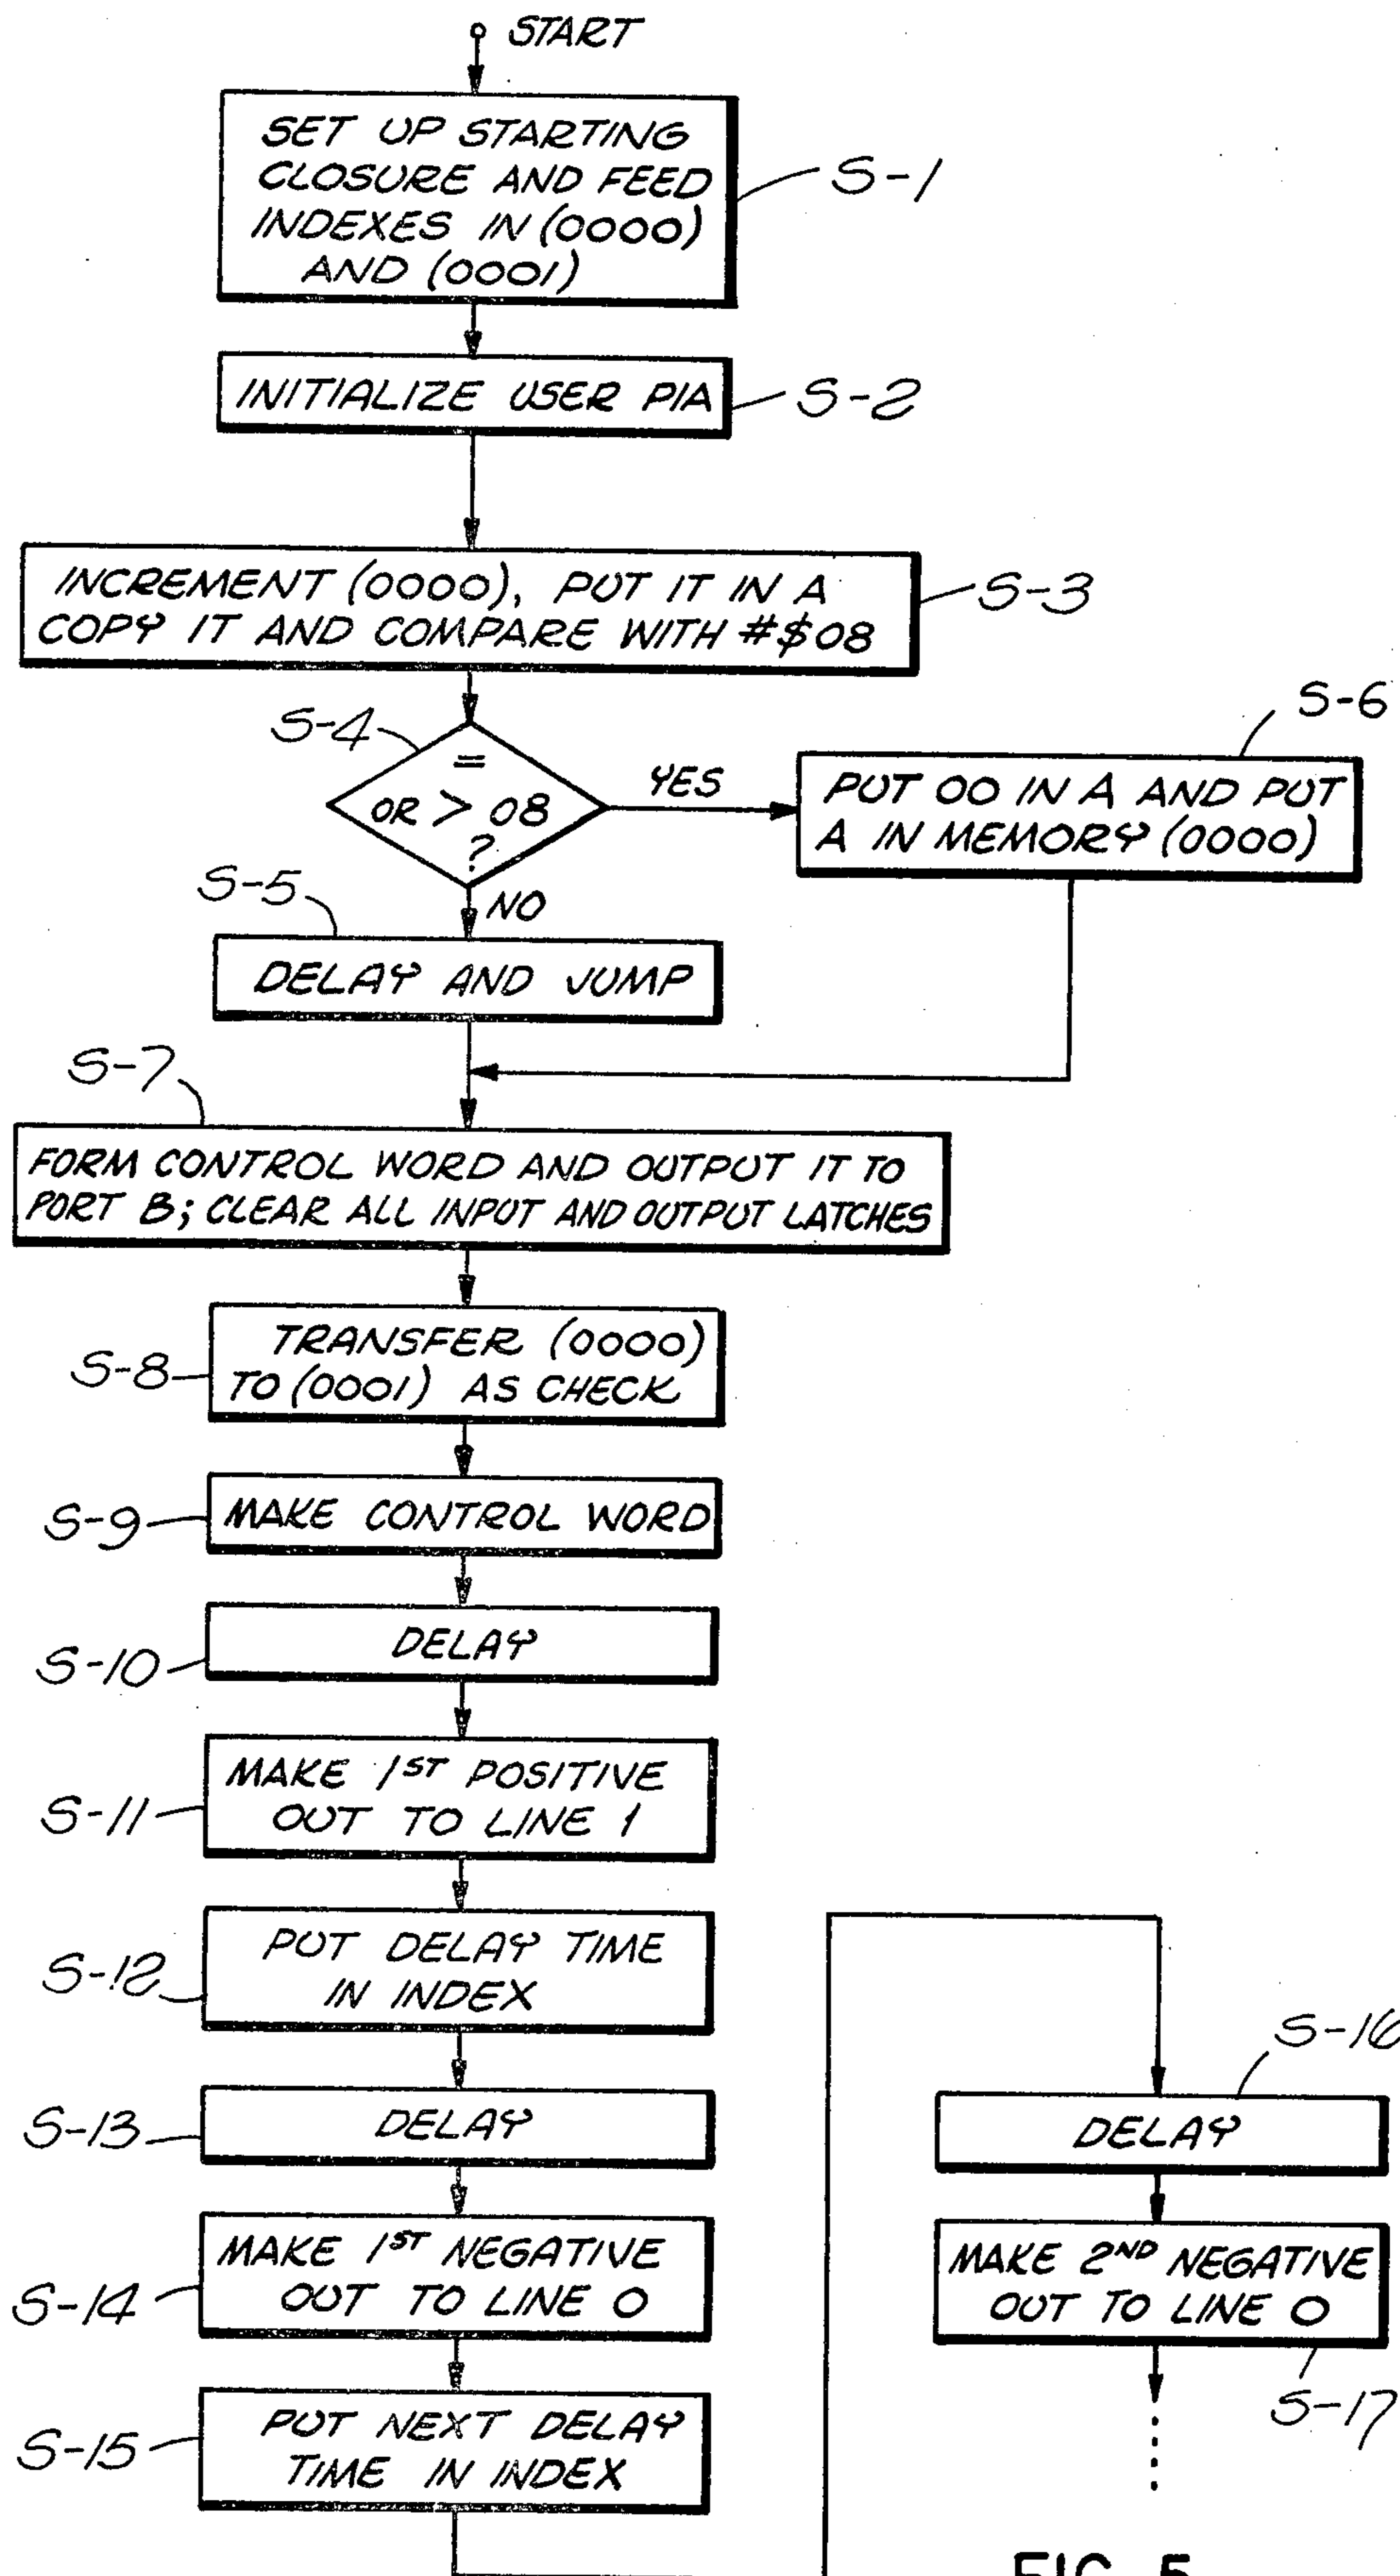 START
SET UP STARTING
CLOSURE AND FEED
INDEXES IN (0000)
AND (0001)
S-1
INITIALIZE USER PIA
S-2
INCREMENT (0000), PUT IT IN A
COPY IT AND COMPARE WITH #$08
S-3
S-4
=
OR > 08
?
YES
S-6
PUT 00 IN A AND PUT
A IN MEMORY (0000)
NO
S-5
DELAY AND JUMP
S-7
FORM CONTROL WORD AND OUTPUT IT TO
PORT B; CLEAR ALL INPUT AND OUTPUT LATCHES
S-8
TRANSFER (0000)
TO (0001) AS CHECK
S-9
MAKE CONTROL WORD
S-10
DELAY
S-11
MAKE 1ST POSITIVE
OUT TO LINE 1
S-12
PUT DELAY TIME
IN INDEX
S-13
DELAY
S-14
MAKE 1ST NEGATIVE
OUT TO LINE 0
S-15
PUT NEXT DELAY
TIME IN INDEX
S-16
DELAY
MAKE 2ND NEGATIVE
OUT TO LINE 0
S-17
FIG. 5